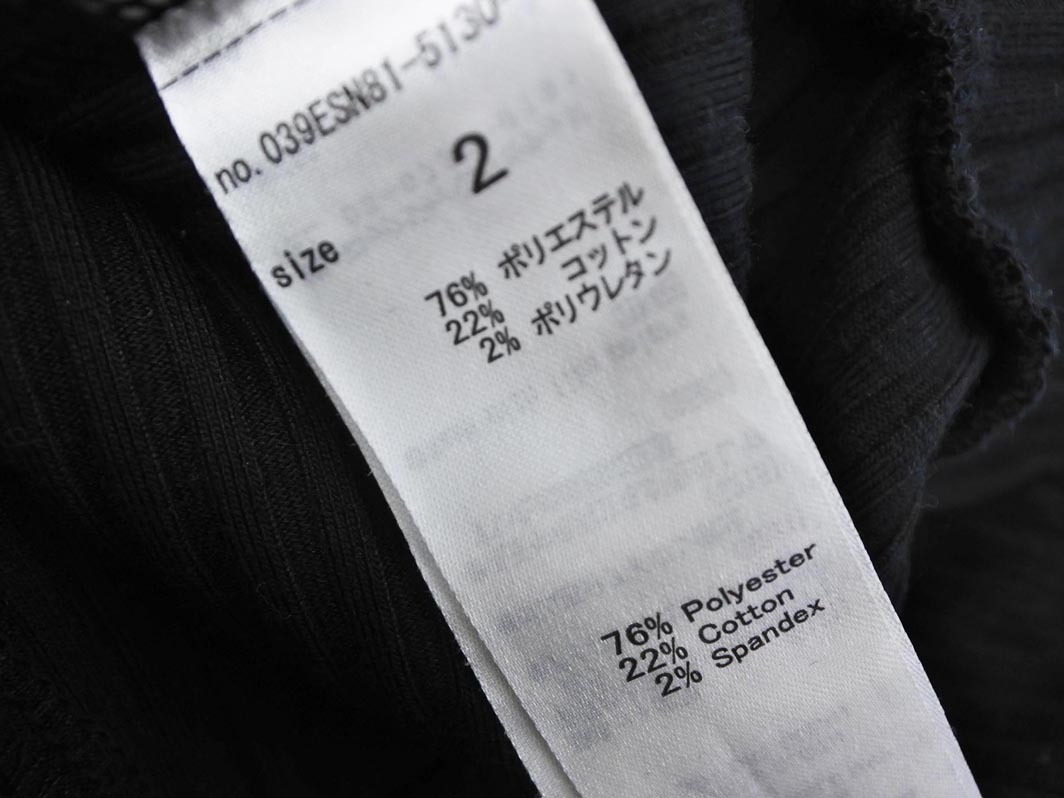 no.039ESN81-5130-
size 2
76% ポリエステル
22% コットン
2% ポリウレタン
76% Polyester
22% Cotton
2% Spandex